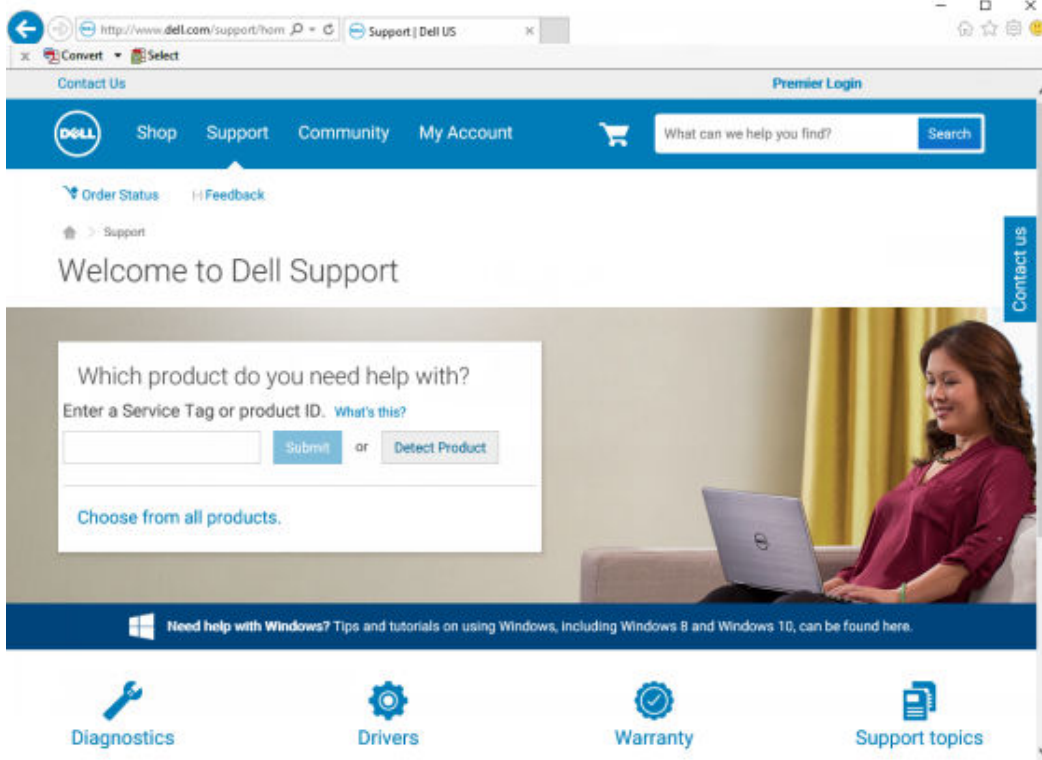 http://www.dell.com/support/hom
Support | Dell US
x Convert Select
Contact Us Premier Login
DELL Shop Support Community My Account What can we help you find? Search
Order Status Feedback
Support
Contact us
Welcome to Dell Support
Which product do you need help with?
Enter a Service Tag or product ID. What's this?
Submit or Detect Product
Choose from all products.
Need help with Windows? Tips and tutorials on using Windows, including Windows 8 and Windows 10, can be found here.
Diagnostics Drivers Warranty Support topics